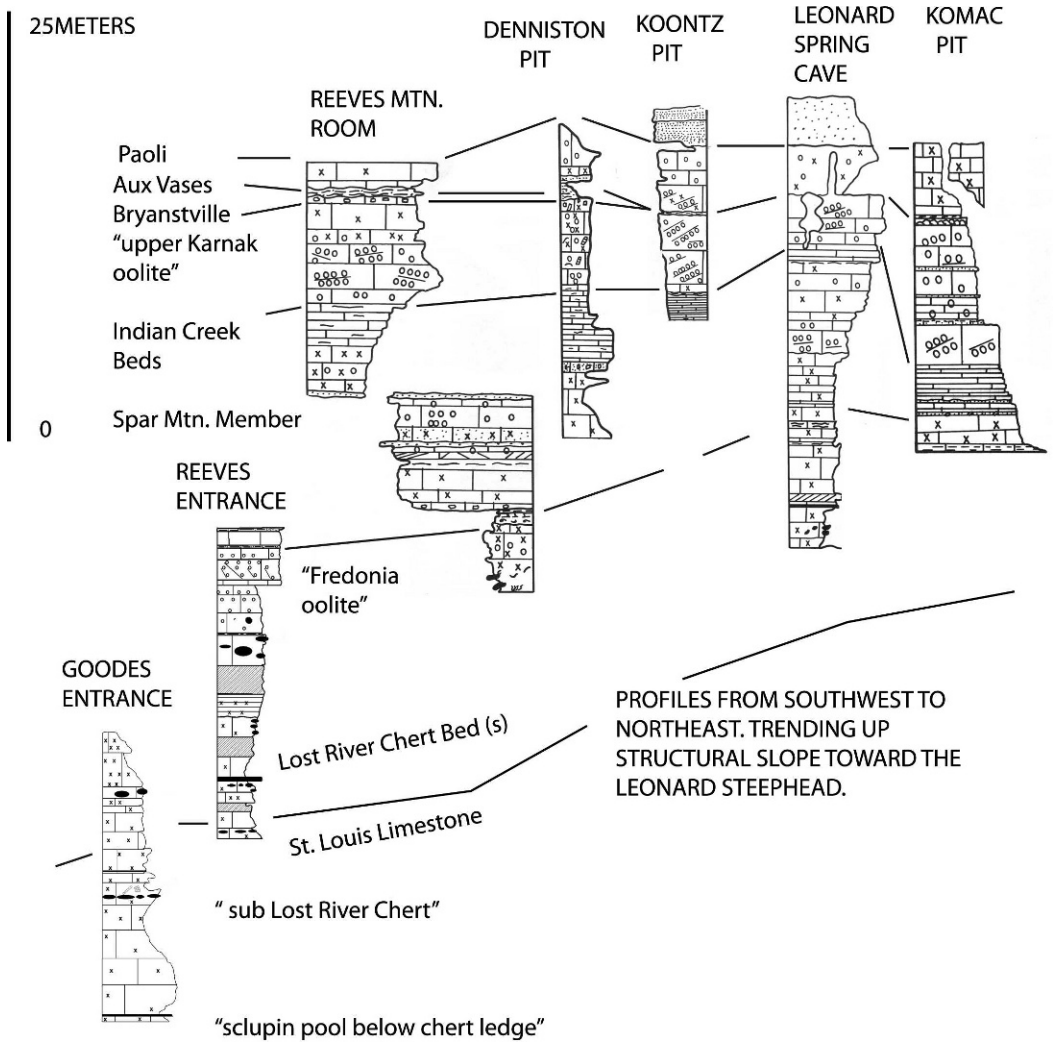 25METERS
DENNISTON
PIT
KOONTZ
PIT
LEONARD
SPRING
CAVE
KOMAC
PIT
REEVES MTN.
ROOM
Paoli
Aux Vases
Bryanstville
“upper Karnak
oolite”
Indian Creek
Beds
0
Spar Mtn. Member
REEVES
ENTRANCE
“Fredonia
oolite”
GOODES
ENTRANCE
Lost River Chert Bed (s)
PROFILES FROM SOUTHWEST TO
NORTHEAST. TRENDING UP
STRUCTURAL SLOPE TOWARD THE
LEONARD STEEPHEAD.
St. Louis Limestone
“ sub Lost River Chert”
“sclupin pool below chert ledge”